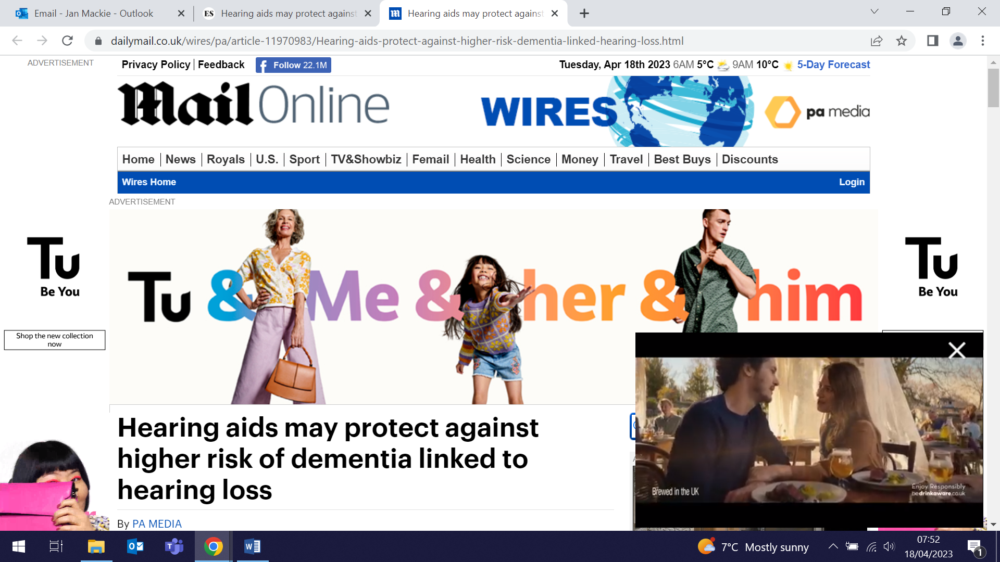 Email - Jan Mackie - Outlook
ES Hearing aids may protect against
m Hearing aids may protect against
dailymail.co.uk/wires/pa/article-11970983/Hearing-aids-protect-against-higher-risk-dementia-linked-hearing-loss.html
ADVERTISEMENT
Privacy Policy | Feedback f Follow 22.1M
Tuesday, Apr 18th 2023 6AM 5°C 9AM 10°C 5-Day Forecast
Mail Online
WIRES
pa media
Home News Royals U.S. Sport TV&Showbiz Femail Health Science Money Travel Best Buys Discounts
Wires Home Login
ADVERTISEMENT
Tu
Be You
Shop the new collection
now
Tu & Me & her & him
Tu
Be You
Hearing aids may protect against
higher risk of dementia linked to
hearing loss
By PA MEDIA
Brewed in the UK
Enjoy Responsibly
bedrinkaware.co.uk
7°C Mostly sunny
07:52
18/04/2023
1